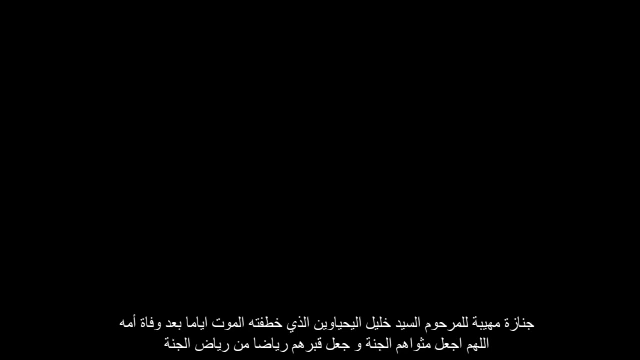 جنازة مهيبة للمرحوم السيد خليل اليحياوين الذي خطفته الموت اياما بعد وفاة أمه
اللهم اجعل مثواهم الجنة و جعل قبرهم رياضا من رياض الجنة